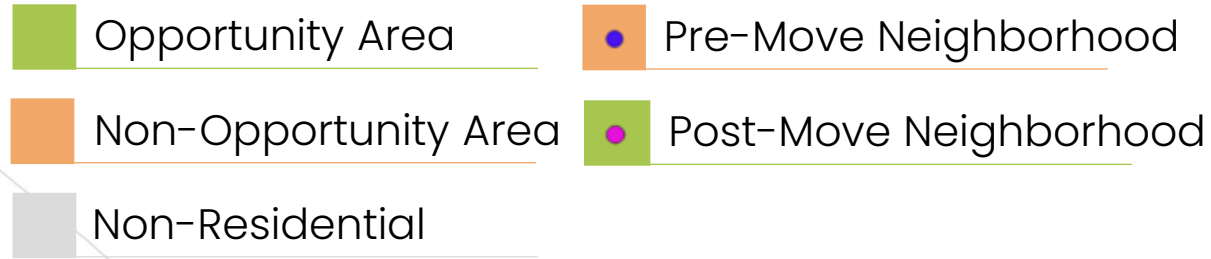 Opportunity Area
Non-Opportunity Area
Non-Residential
Pre-Move Neighborhood
Post-Move Neighborhood